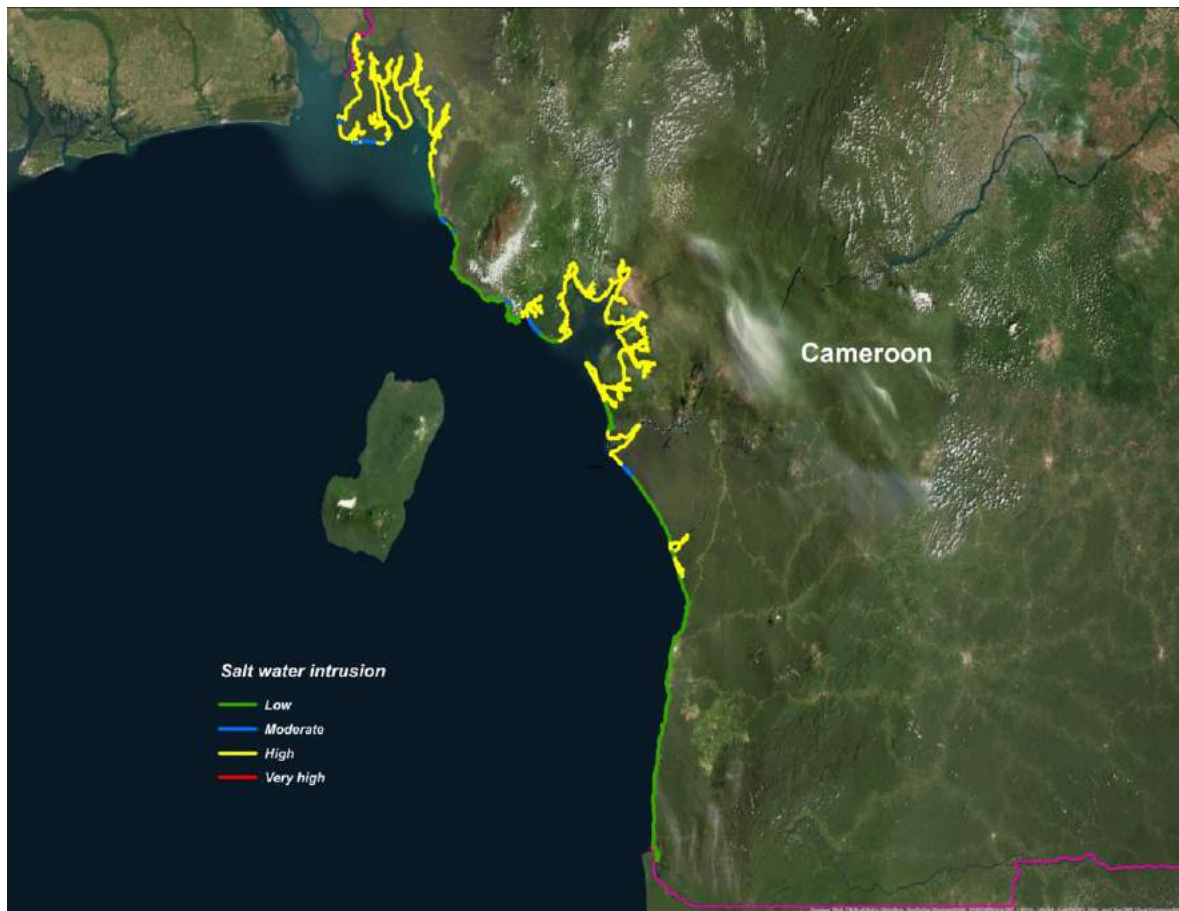 Cameroon
Salt water intrusion
Low
Moderate
High
Very high